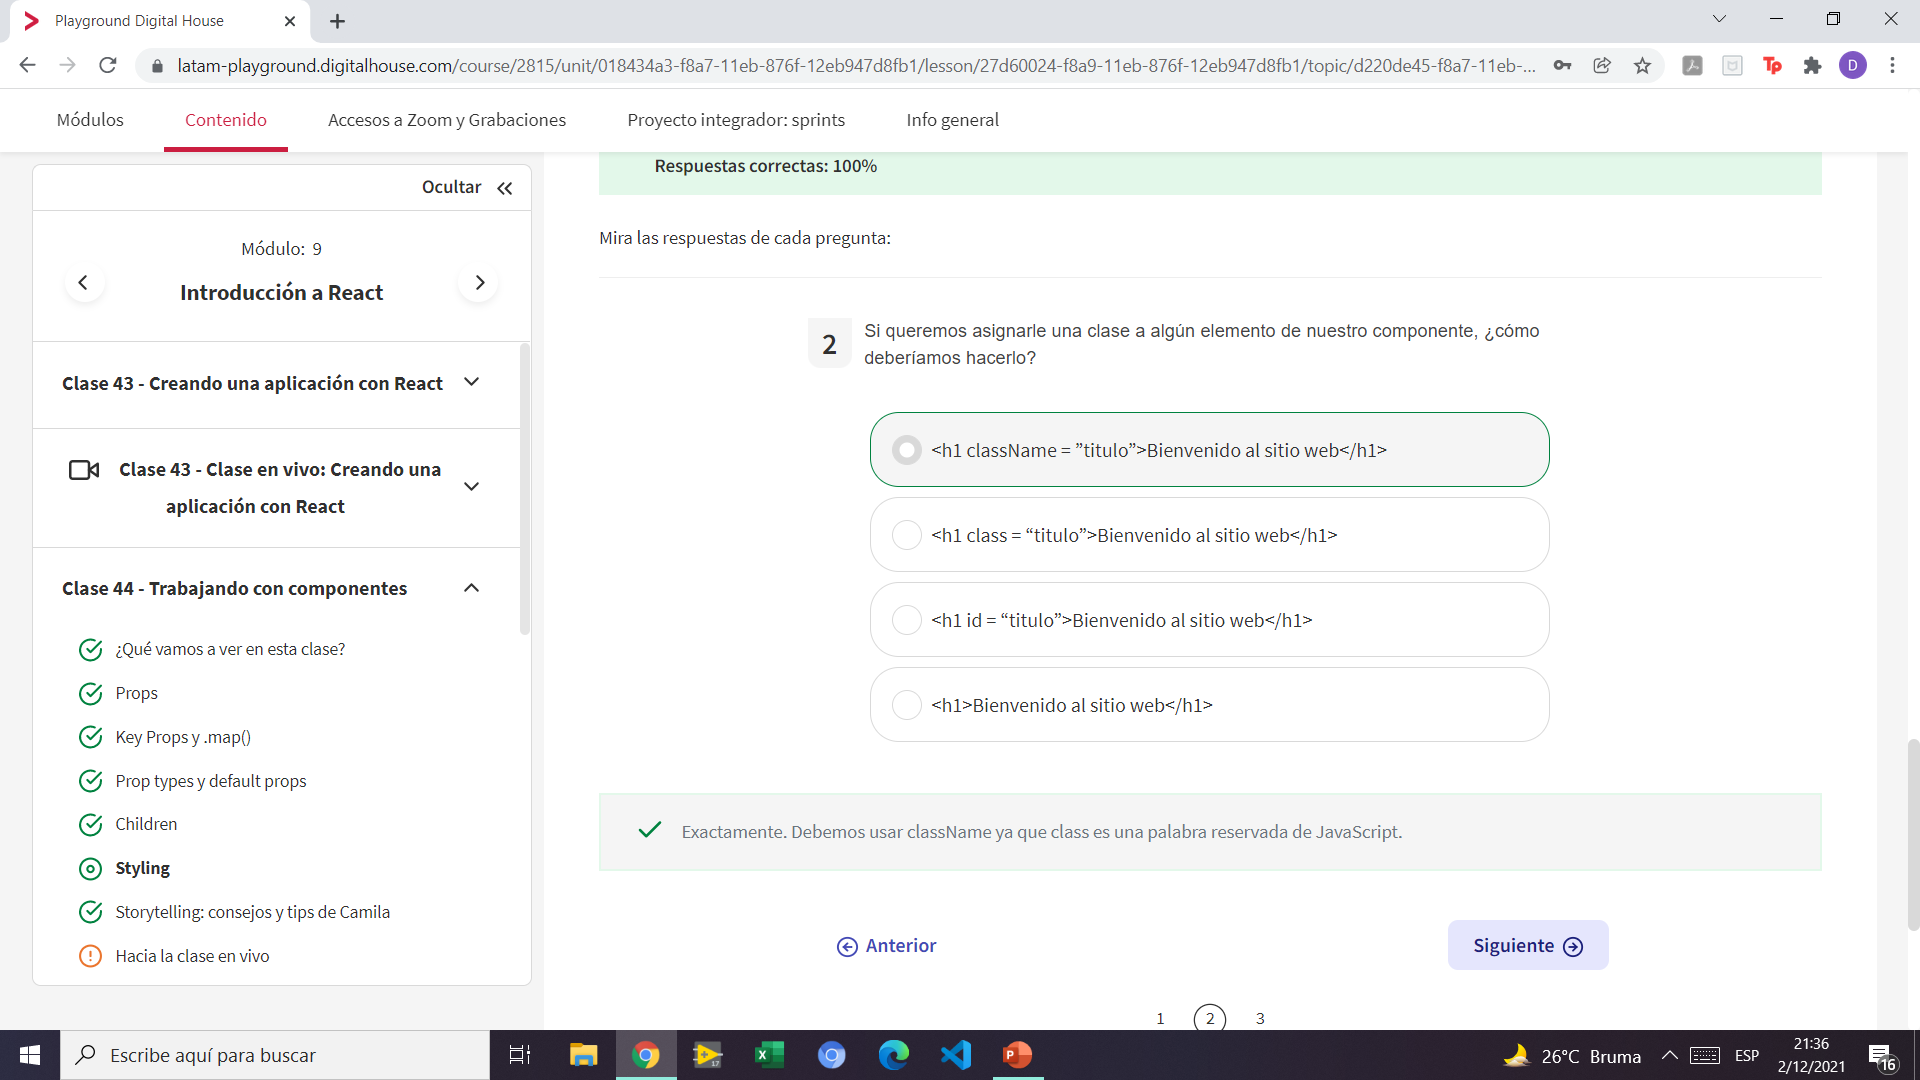 Playground Digital House
latam-playground.digitalhouse.com/course/2815/unit/018434a3-f8a7-11eb-876f-12eb947d8fb1/lesson/27d60024-f8a9-11eb-876f-12eb947d8fb1/topic/d220de45-f8a7-11eb-...
D
Módulos
Contenido
Accesos a Zoom y Grabaciones
Proyecto integrador: sprints
Info general
Ocultar
Módulo: 9
Introducción a React
Clase 43 - Creando una aplicación con React
Clase 43 - Clase en vivo: Creando una
aplicación con React
Clase 44 - Trabajando con componentes
¿Qué vamos a ver en esta clase?
Props
Key Props y .map()
Prop types y default props
Children
Styling
Storytelling: consejos y tips de Camila
Hacia la clase en vivo
Respuestas correctas: 100%
Mira las respuestas de cada pregunta:
2
Si queremos asignarle una clase a algún elemento de nuestro componente, ¿cómo
deberíamos hacerlo?
<h1 className = ”titulo”>Bienvenido al sitio web</h1>
<h1 class = “titulo”>Bienvenido al sitio web</h1>
<h1 id = “titulo”>Bienvenido al sitio web</h1>
<h1>Bienvenido al sitio web</h1>
Exactamente. Debemos usar className ya que class es una palabra reservada de JavaScript.
Anterior
Siguiente
1 2 3
Escribe aquí para buscar
26°C Bruma
ESP
21:36
2/12/2021
16